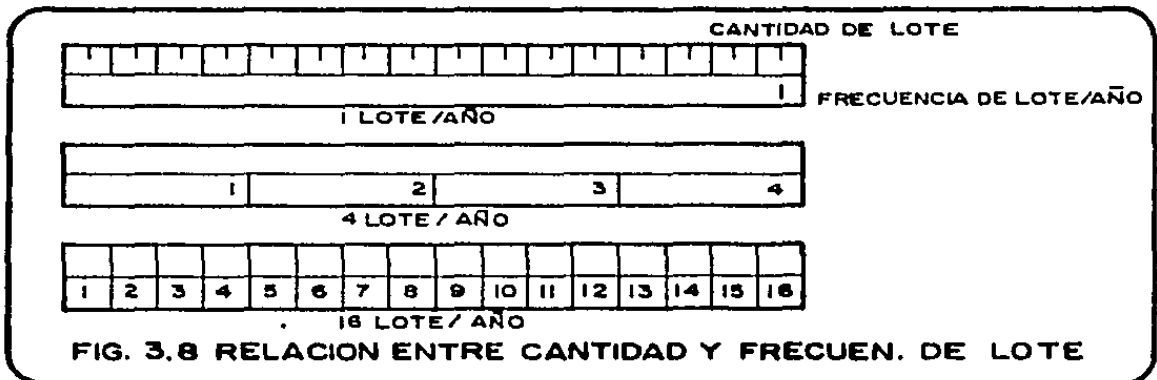 CANTIDAD DE LOTE
1
FRECUENCIA DE LOTE/AÑO
1 LOTE/AÑO
1 2 3 4
4 LOTE/AÑO
1 2 3 4 5 6 7 8 9 10 11 12 13 14 15 16
16 LOTE/AÑO
FIG. 3.8 RELACION ENTRE CANTIDAD Y FRECUEN. DE LOTE